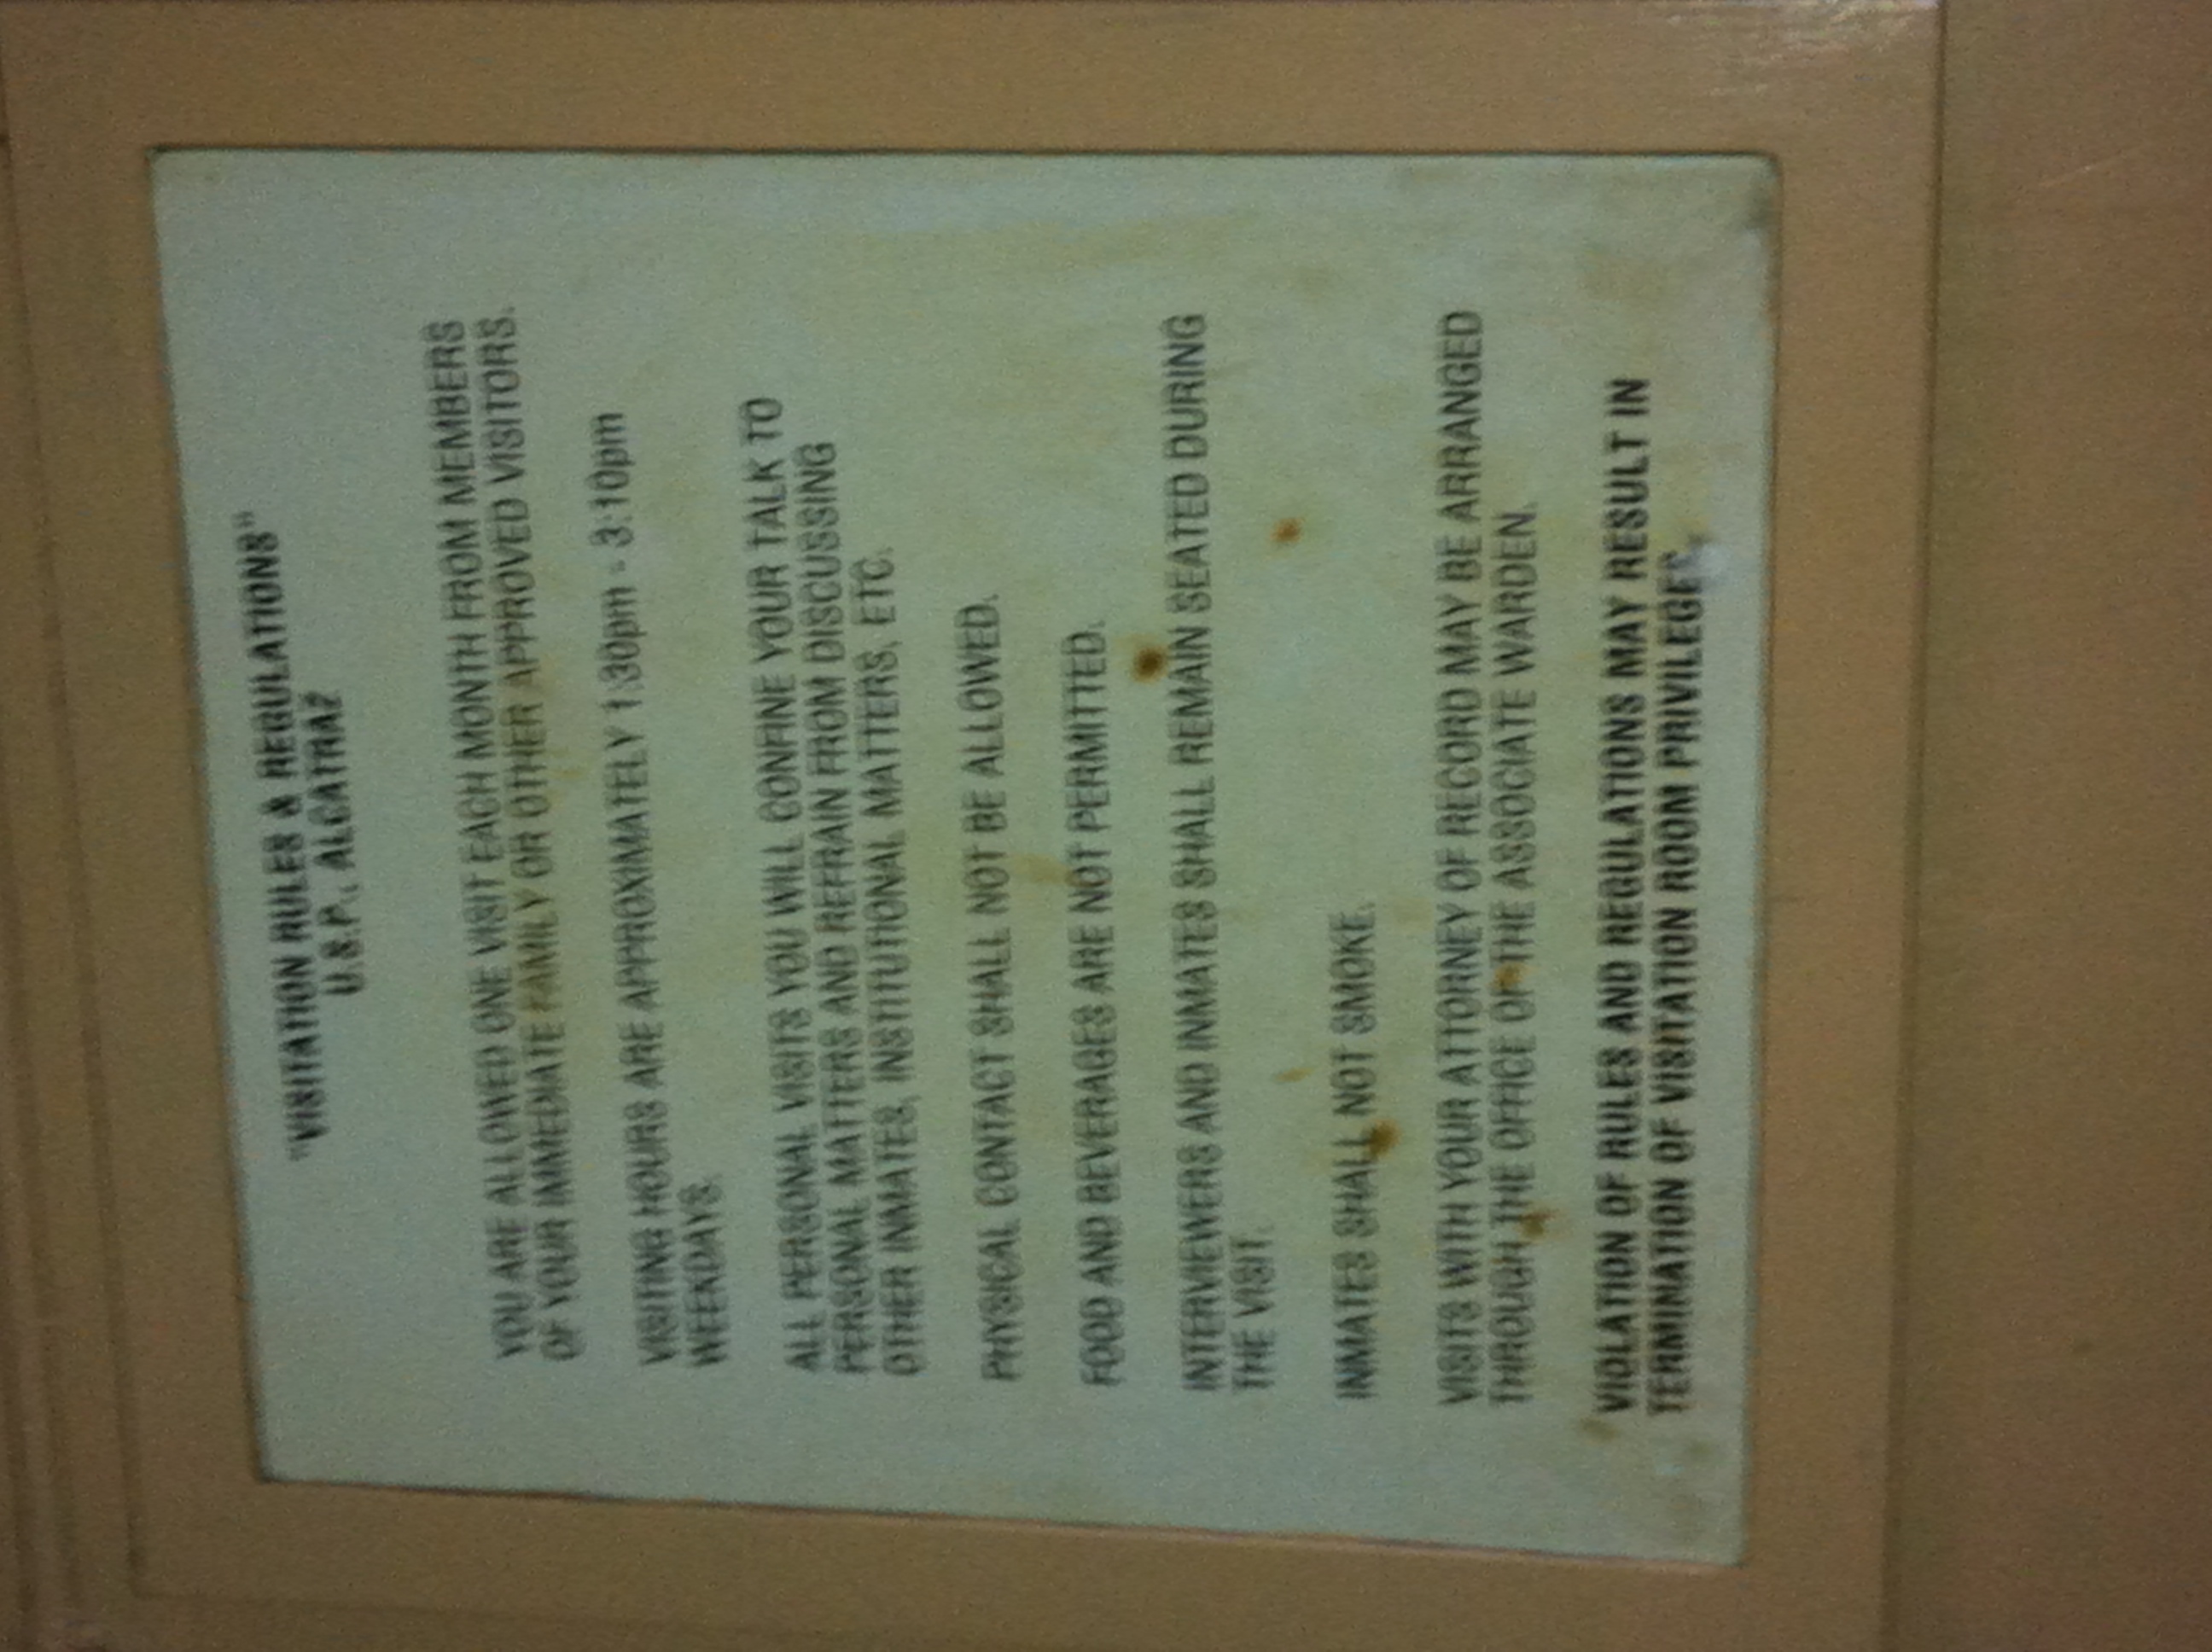 "VISITATION RULES & REGULATIONS"
U.S.P., ALCATRAZ
YOU ARE ALLOWED ONE VISIT EACH MONTH FROM MEMBERS
OF YOUR IMMEDIATE FAMILY OR OTHER APPROVED VISITORS.
VISITING HOURS ARE APPROXIMATELY 1:30pm - 3:10pm
WEEKDAYS.
ALL PERSONAL VISITS YOU WILL CONFINE YOUR TALK TO
PERSONAL MATTERS AND REFRAIN FROM DISCUSSING
OTHER INMATES, INSTITUTIONAL MATTERS, ETC.
PHYSICAL CONTACT SHALL NOT BE ALLOWED.
FOOD AND BEVERAGES ARE NOT PERMITTED.
INTERVIEWERS AND INMATES SHALL REMAIN SEATED DURING
THE VISIT.
INMATES SHALL NOT SMOKE.
VISITS WITH YOUR ATTORNEY OF RECORD MAY BE ARRANGED
THROUGH THE OFFICE OF THE ASSOCIATE WARDEN.
VIOLATION OF RULES AND REGULATIONS MAY RESULT IN
TERMINATION OF VISITATION ROOM PRIVILEGES